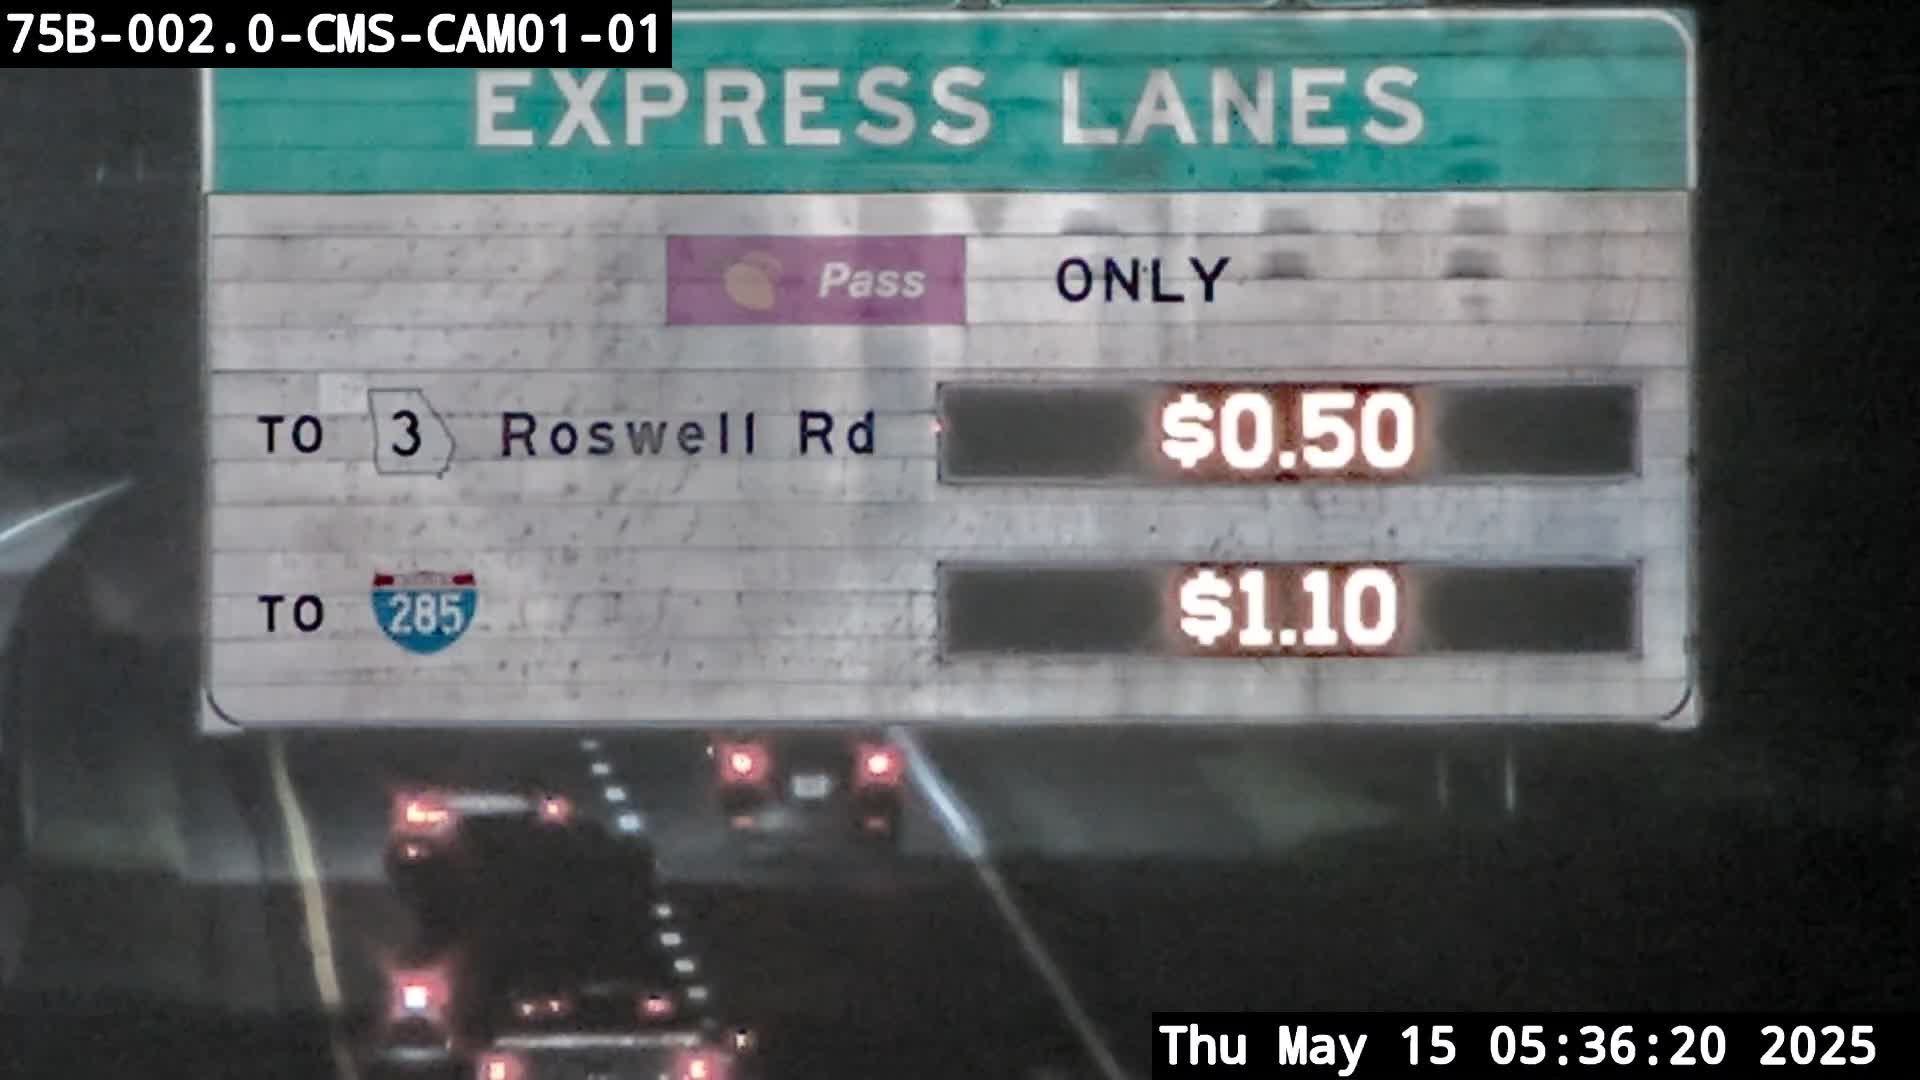 75B-002.0-CMS-CAM01-01
EXPRESS LANES
Pass ONLY
TO 3 Roswell Rd $0.50
TO 285 $1.10
Thu May 15 05:36:20 2025